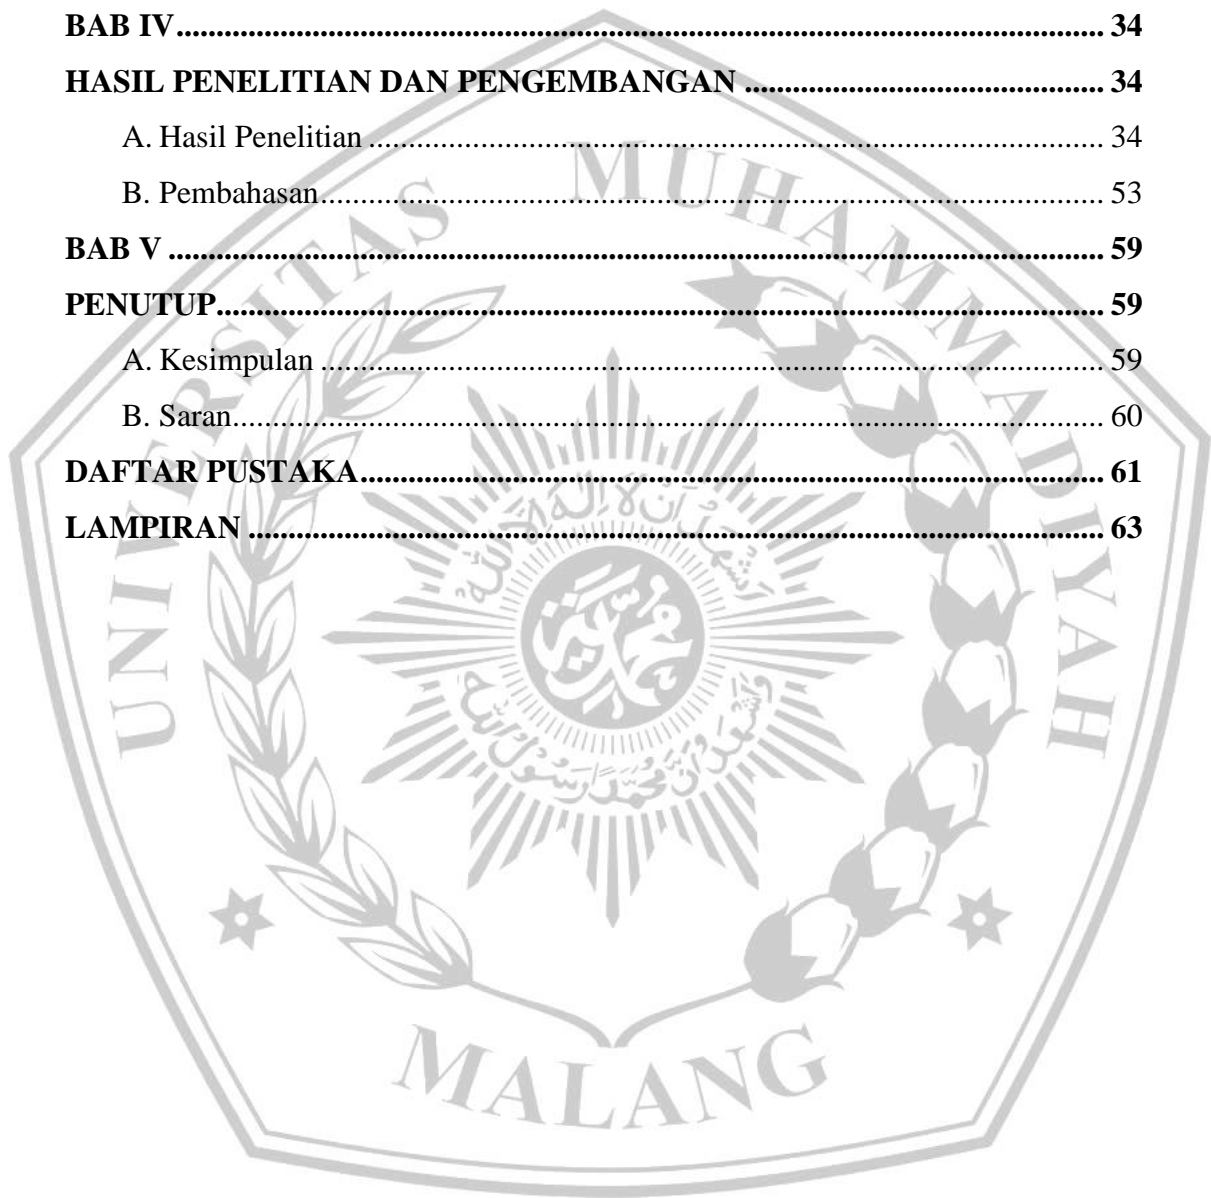 BAB IV.................................................................................................................... 34
HASIL PENELITIAN DAN PENGEMBANGAN ............................................. 34
A. Hasil Penelitian ............................................................................................ 34
B. Pembahasan.................................................................................................. 53
BAB V ..................................................................................................................... 59
PENUTUP............................................................................................................... 59
A. Kesimpulan .................................................................................................. 59
B. Saran............................................................................................................. 60
DAFTAR PUSTAKA............................................................................................. 61
LAMPIRAN ........................................................................................................... 63
UNIVERSITAS MUHAMMADIYAH
MALANG